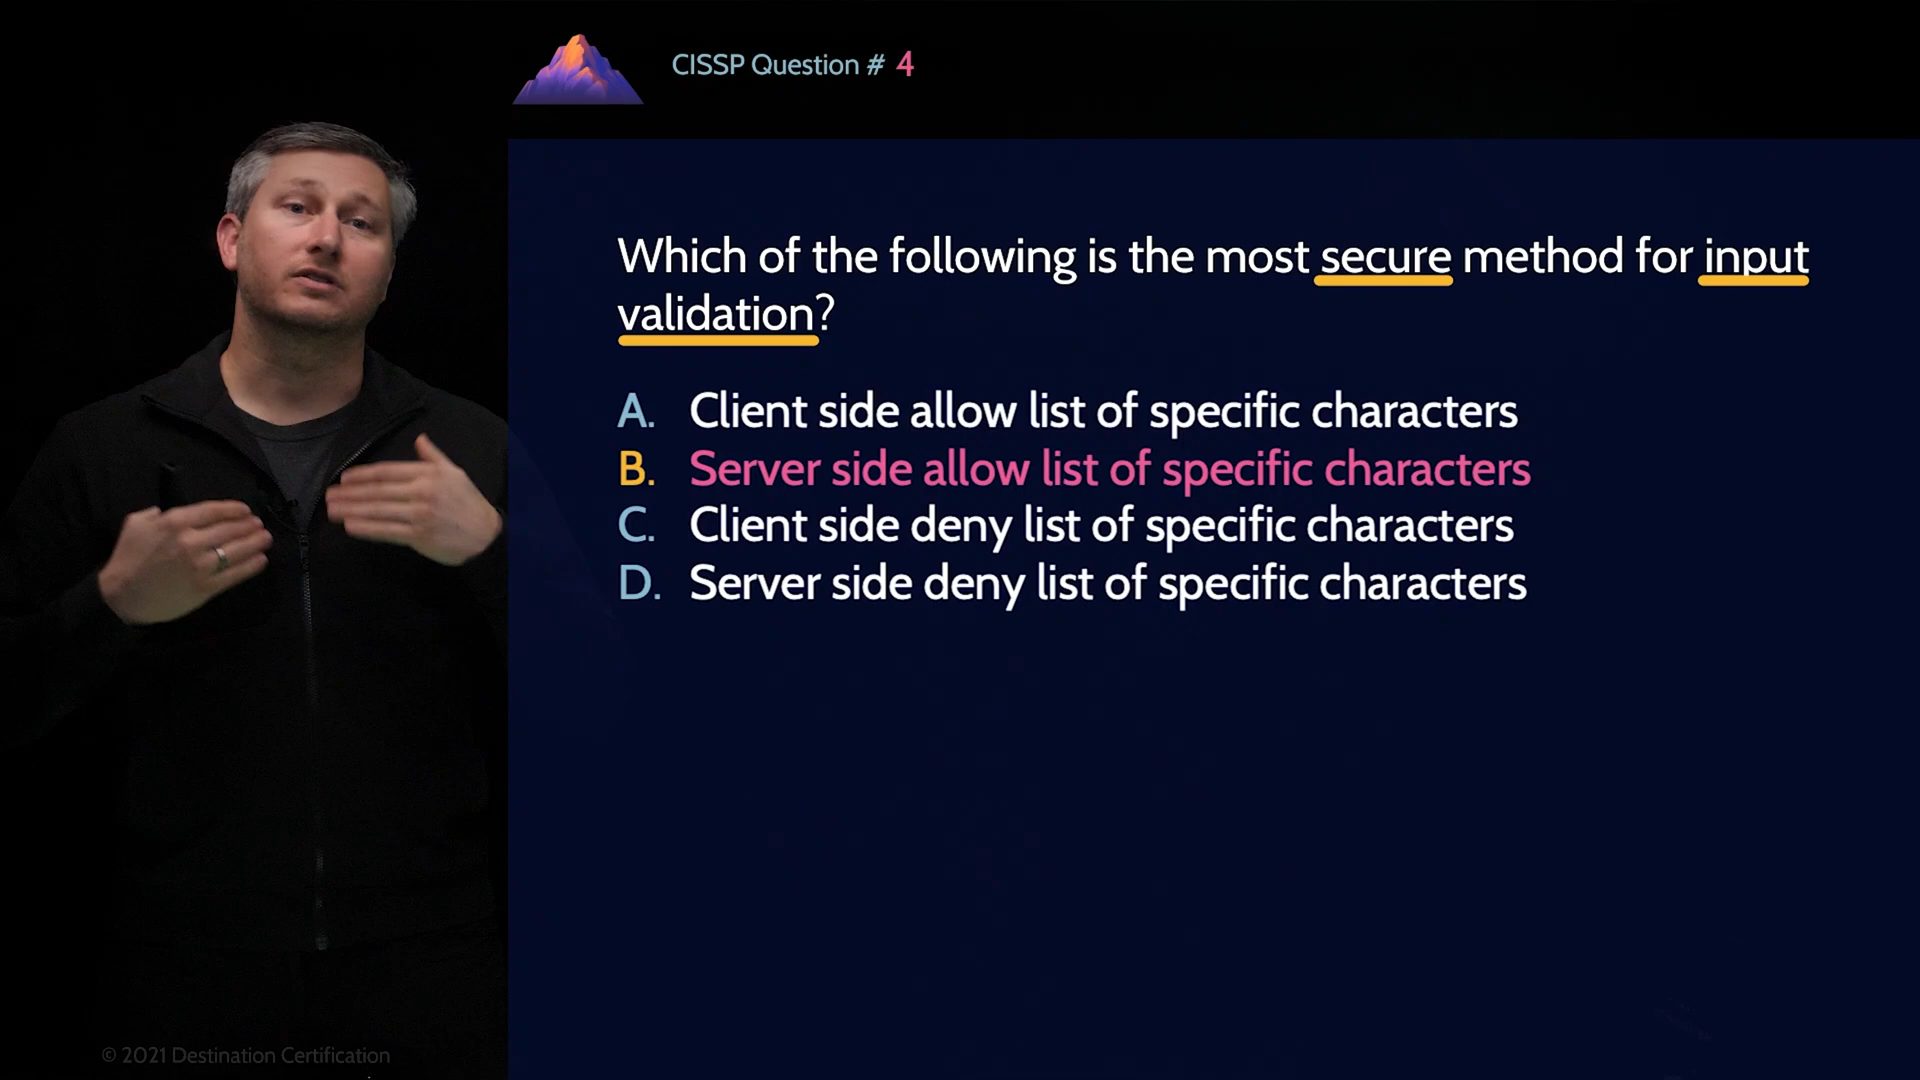 CISSP Question # 4
Which of the following is the most secure method for input
validation?
A. Client side allow list of specific characters
B. Server side allow list of specific characters
C. Client side deny list of specific characters
D. Server side deny list of specific characters
© 2021 Destination Certification